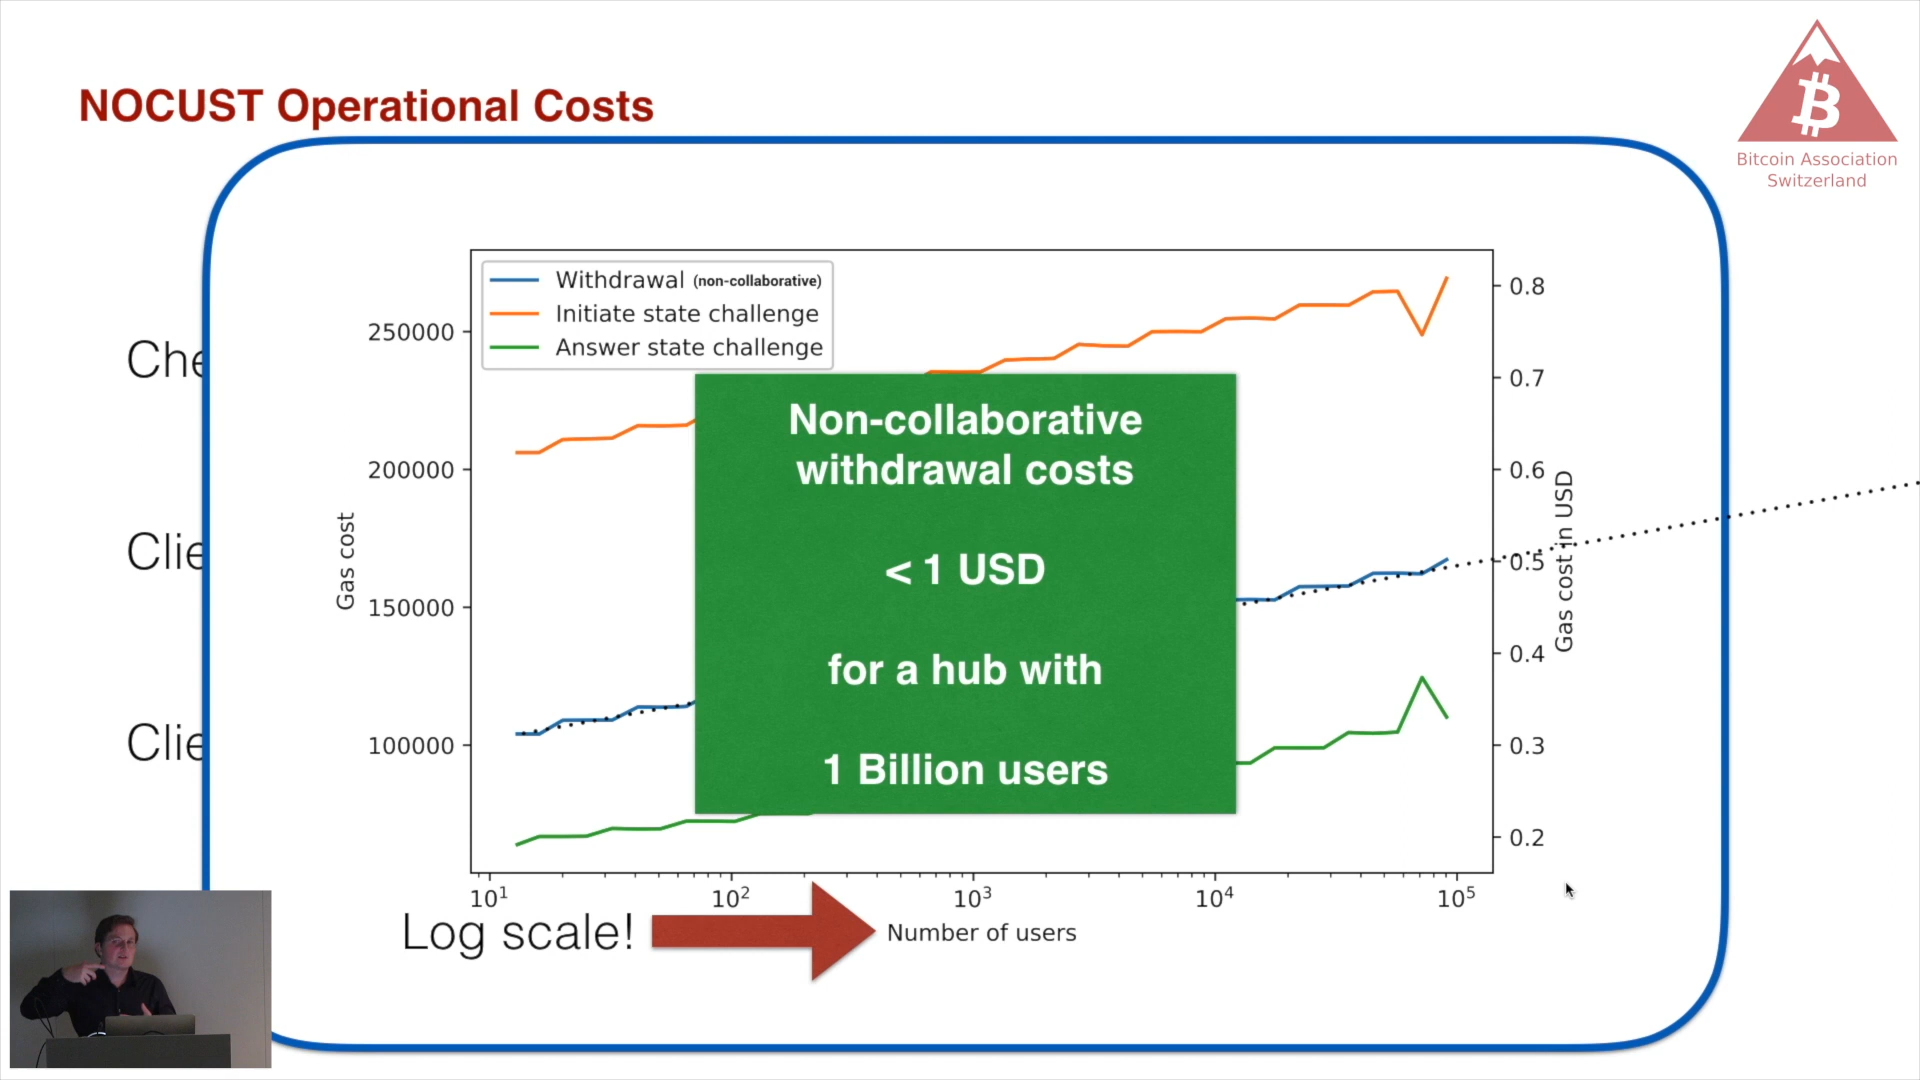 NOCUST Operational Costs
Bitcoin Association
Switzerland
Che
Clie
Clie
Withdrawal (non-collaborative)
Initiate state challenge
Answer state challenge
Gas cost
250000
200000
150000
100000
Non-collaborative
withdrawal costs
< 1 USD
for a hub with
1 Billion users
0.8
0.7
0.6
0.5
0.4
0.3
0.2
Gas cost in USD
10¹ 10² 10³ 10⁴ 10⁵
Log scale!
Number of users